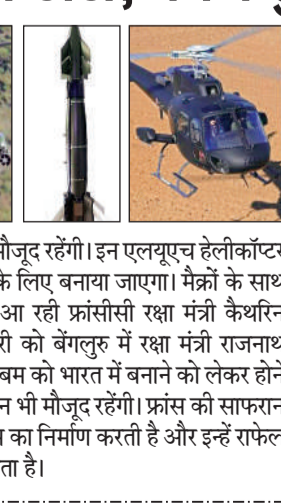 मौजूद रहेंगी। इन एलयूएच हेलीकॉप्टर
के लिए बनाया जाएगा। मैक्रों के साथ
आ रही फ्रांसीसी रक्षा मंत्री कैथरिन
री को बेंगलुरु में रक्षा मंत्री राजनाथ
बम को भारत में बनाने को लेकर होने
न भी मौजूद रहेंगी। फ्रांस की साफरान
का निर्माण करती है और इन्हें राफेल
ता है।